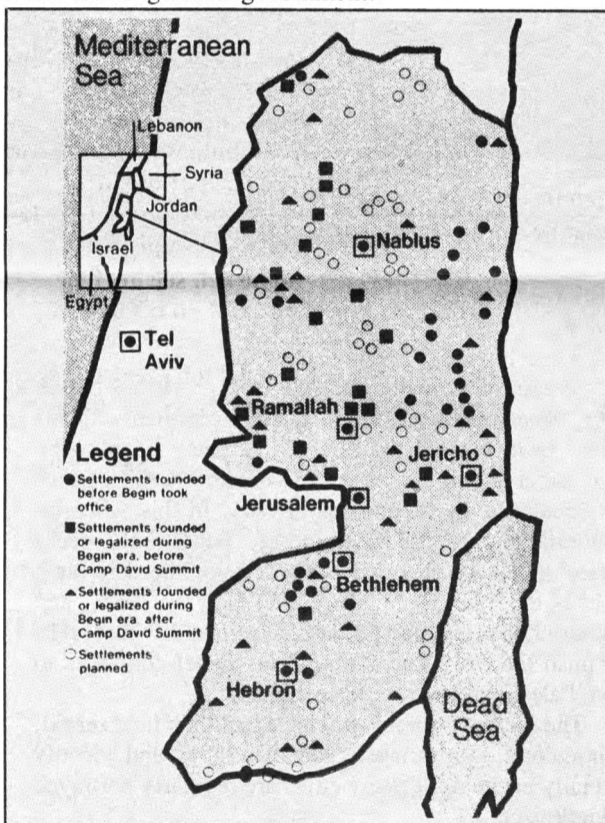 Mediterranean
Sea
Lebanon
Syria
Jordan
Israel
Egypt
Tel
Aviv
Nablus
Ramallah
Jericho
Jerusalem
Bethlehem
Hebron
Dead
Sea
Legend
Settlements founded
before Begin took
office
Settlements founded
or legalized during
Begin era, before
Camp David Summit
Settlements founded
or legalized during
Begin era, after
Camp David Summit
Settlements
planned